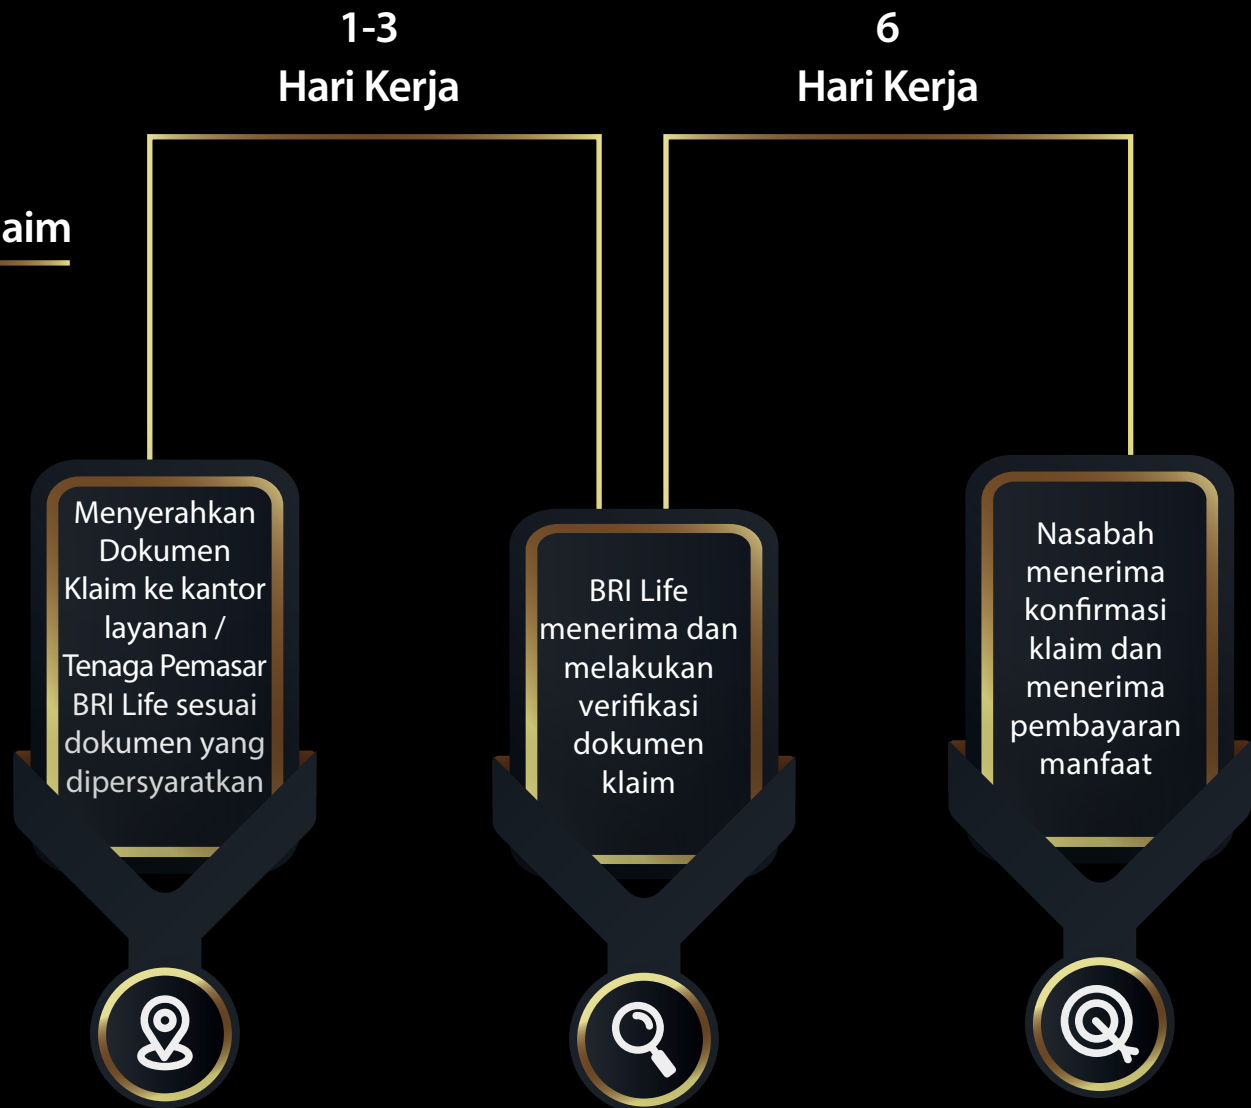 1-3
Hari Kerja
6
Hari Kerja
aim
Menyerahkan
Dokumen
Klaim ke kantor
layanan /
Tenaga Pemasar
BRI Life sesuai
dokumen yang
dipersyaratkan
BRI Life
menerima dan
melakukan
verifikasi
dokumen
klaim
Nasabah
menerima
konfirmasi
klaim dan
menerima
pembayaran
manfaat